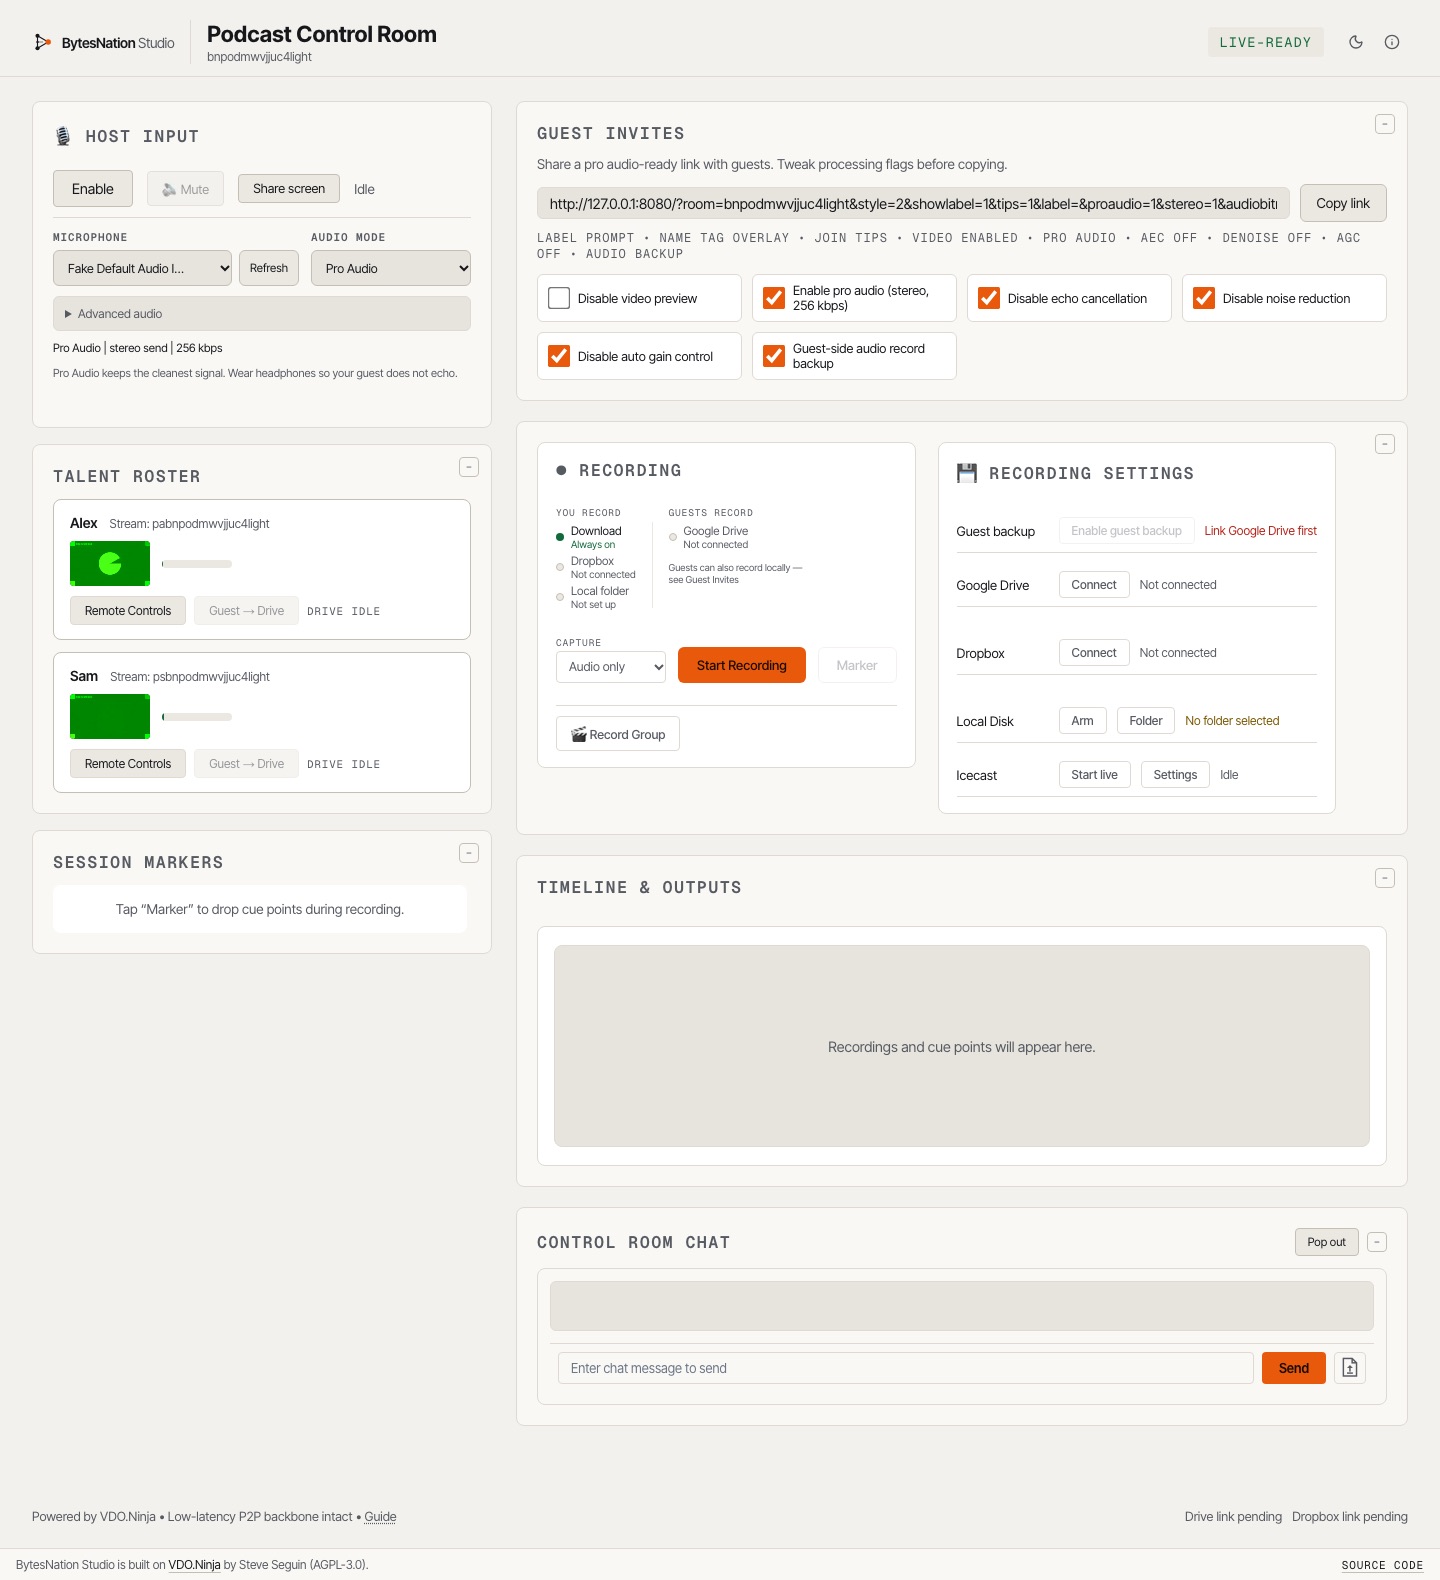 BytesNation Studio
Podcast Control Room
bnpodmwvjjuc4light
LIVE-READY
HOST INPUT
Enable
Mute
Share screen
Idle
MICROPHONE
AUDIO MODE
Fake Default Audio I...
Refresh
Pro Audio
Advanced audio
Pro Audio | stereo send | 256 kbps
Pro Audio keeps the cleanest signal. Wear headphones so your guest does not echo.
TALENT ROSTER
-
Alex
Stream: pabnpodmwvjjuc4light
Remote Controls
Guest → Drive
DRIVE IDLE
Sam
Stream: psbnpodmwvjjuc4light
Remote Controls
Guest → Drive
DRIVE IDLE
SESSION MARKERS
-
Tap “Marker” to drop cue points during recording.
GUEST INVITES
-
Share a pro audio-ready link with guests. Tweak processing flags before copying.
http://127.0.0.1:8080/?room=bnpodmwvjjuc4light&style=2&showlabel=1&tips=1&label=&proaudio=1&stereo=1&audiobitr
Copy link
LABEL PROMPT • NAME TAG OVERLAY • JOIN TIPS • VIDEO ENABLED • PRO AUDIO • AEC OFF • DENOISE OFF • AGC
OFF • AUDIO BACKUP
Disable video preview
Enable pro audio (stereo,
256 kbps)
Disable echo cancellation
Disable noise reduction
Disable auto gain control
Guest-side audio record
backup
-
RECORDING
YOU RECORD
Download
Always on
Dropbox
Not connected
Local folder
Not set up
GUESTS RECORD
Google Drive
Not connected
Guests can also record locally —
see Guest Invites
CAPTURE
Audio only
Start Recording
Marker
Record Group
RECORDING SETTINGS
Guest backup
Enable guest backup
Link Google Drive first
Google Drive
Connect
Not connected
Dropbox
Connect
Not connected
Local Disk
Arm
Folder
No folder selected
Icecast
Start live
Settings
Idle
TIMELINE & OUTPUTS
-
Recordings and cue points will appear here.
CONTROL ROOM CHAT
Pop out
-
Enter chat message to send
Send
Powered by VDO.Ninja • Low-latency P2P backbone intact • Guide
Drive link pending
Dropbox link pending
BytesNation Studio is built on VDO.Ninja by Steve Seguin (AGPL-3.0).
SOURCE CODE